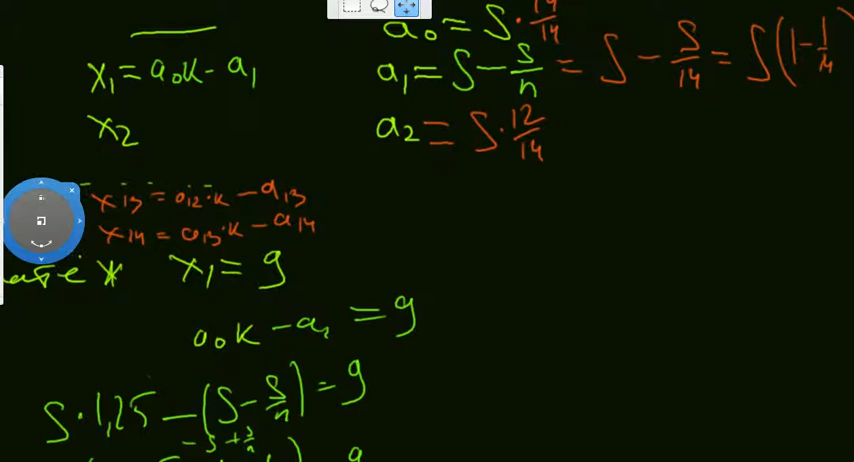 a₀ = S · 14/14
x₁ = a₀k − a₁
a₁ = S − S/n = S − S/14 = S(1 − 1/14
x₂
a₂ = S · 12/14
x₁₃ = a₁₂ · k − a₁₃
x₁₄ = a₁₃ · k − a₁₄
x₁ = 9
a₀k − a₁ = 9
S · 1,25 − (S − S/n) = 9
− S + S/n